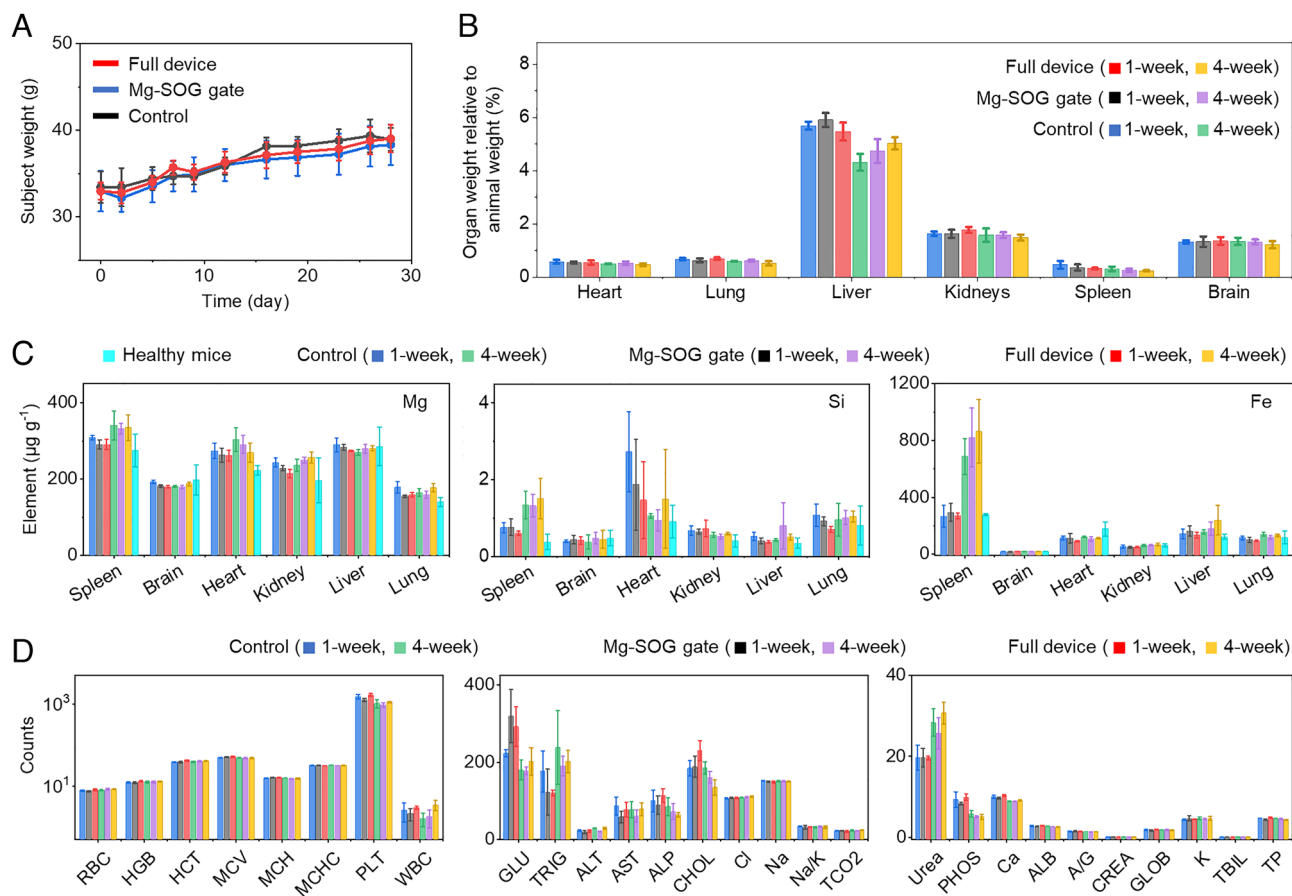 A
50
40
30
Subject weight (g)
Full device
Mg-SOG gate
Control
0
10
20
30
Time (day)
B
8
6
4
2
0
Organ weight relative to
animal weight (%)
Full device ( 1-week, 4-week)
Mg-SOG gate ( 1-week, 4-week)
Control ( 1-week, 4-week)
Heart
Lung
Liver
Kidneys
Spleen
Brain
C
Healthy mice
Control ( 1-week, 4-week)
Mg-SOG gate ( 1-week, 4-week)
Full device ( 1-week, 4-week)
Element (µg g⁻¹)
400
200
0
Mg
Spleen
Brain
Heart
Kidney
Liver
Lung
4
2
0
Si
Spleen
Brain
Heart
Kidney
Liver
Lung
1200
800
400
0
Fe
Spleen
Brain
Heart
Kidney
Liver
Lung
D
Control ( 1-week, 4-week)
Mg-SOG gate ( 1-week, 4-week)
Full device ( 1-week, 4-week)
Counts
10³
10¹
RBC
HGB
HCT
MCV
MCH
MCHC
PLT
WBC
400
200
0
GLU
TRIG
ALT
AST
ALP
CHOL
Cl
Na
Na/K
TCO2
40
20
0
Urea
PHOS
Ca
ALB
A/G
CREA
GLOB
K
TBIL
TP